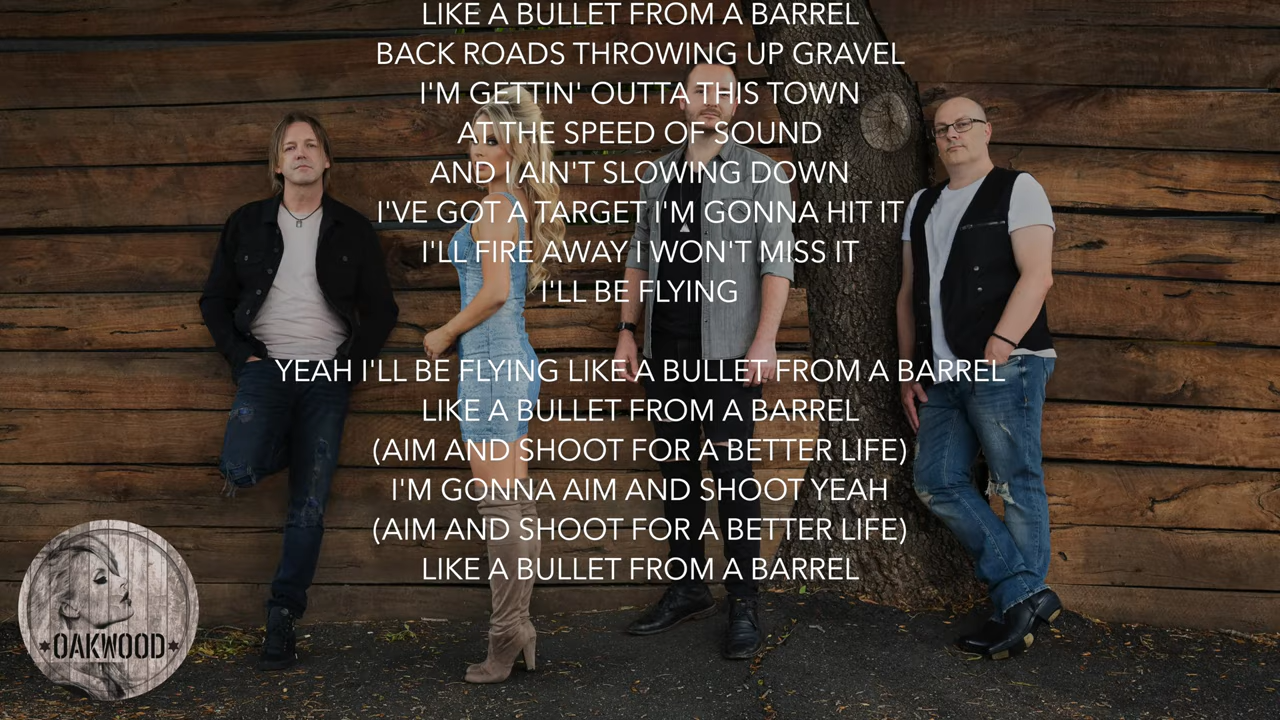 LIKE A BULLET FROM A BARREL
BACK ROADS THROWING UP GRAVEL
I'M GETTIN' OUTTA THIS TOWN
AT THE SPEED OF SOUND
AND I AIN'T SLOWING DOWN
I'VE GOT A TARGET I'M GONNA HIT IT
I'LL FIRE AWAY I WON'T MISS IT
I'LL BE FLYING
YEAH I'LL BE FLYING LIKE A BULLET FROM A BARREL
LIKE A BULLET FROM A BARREL
(AIM AND SHOOT FOR A BETTER LIFE)
I'M GONNA AIM AND SHOOT YEAH
(AIM AND SHOOT FOR A BETTER LIFE)
LIKE A BULLET FROM A BARREL
OAKWOOD